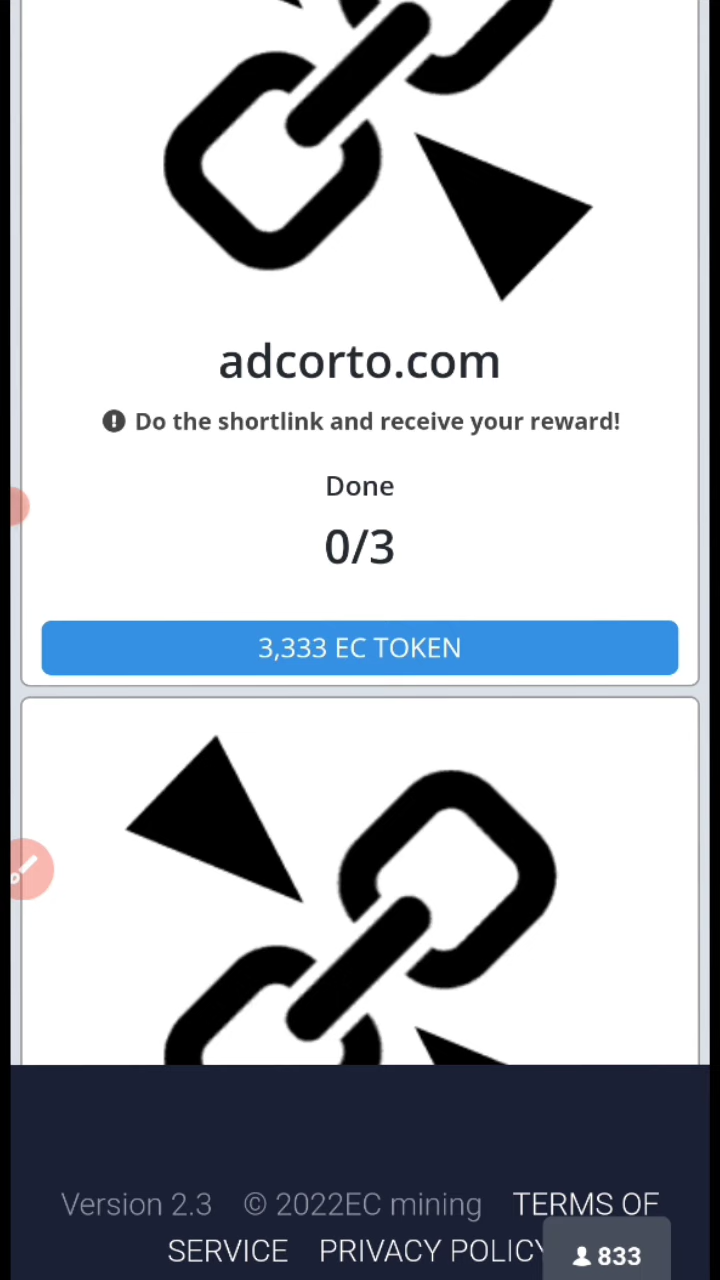 adcorto.com
Do the shortlink and receive your reward!
Done
0/3
3,333 EC TOKEN
Version 2.3 © 2022EC mining TERMS OF
SERVICE PRIVACY POLICY
833